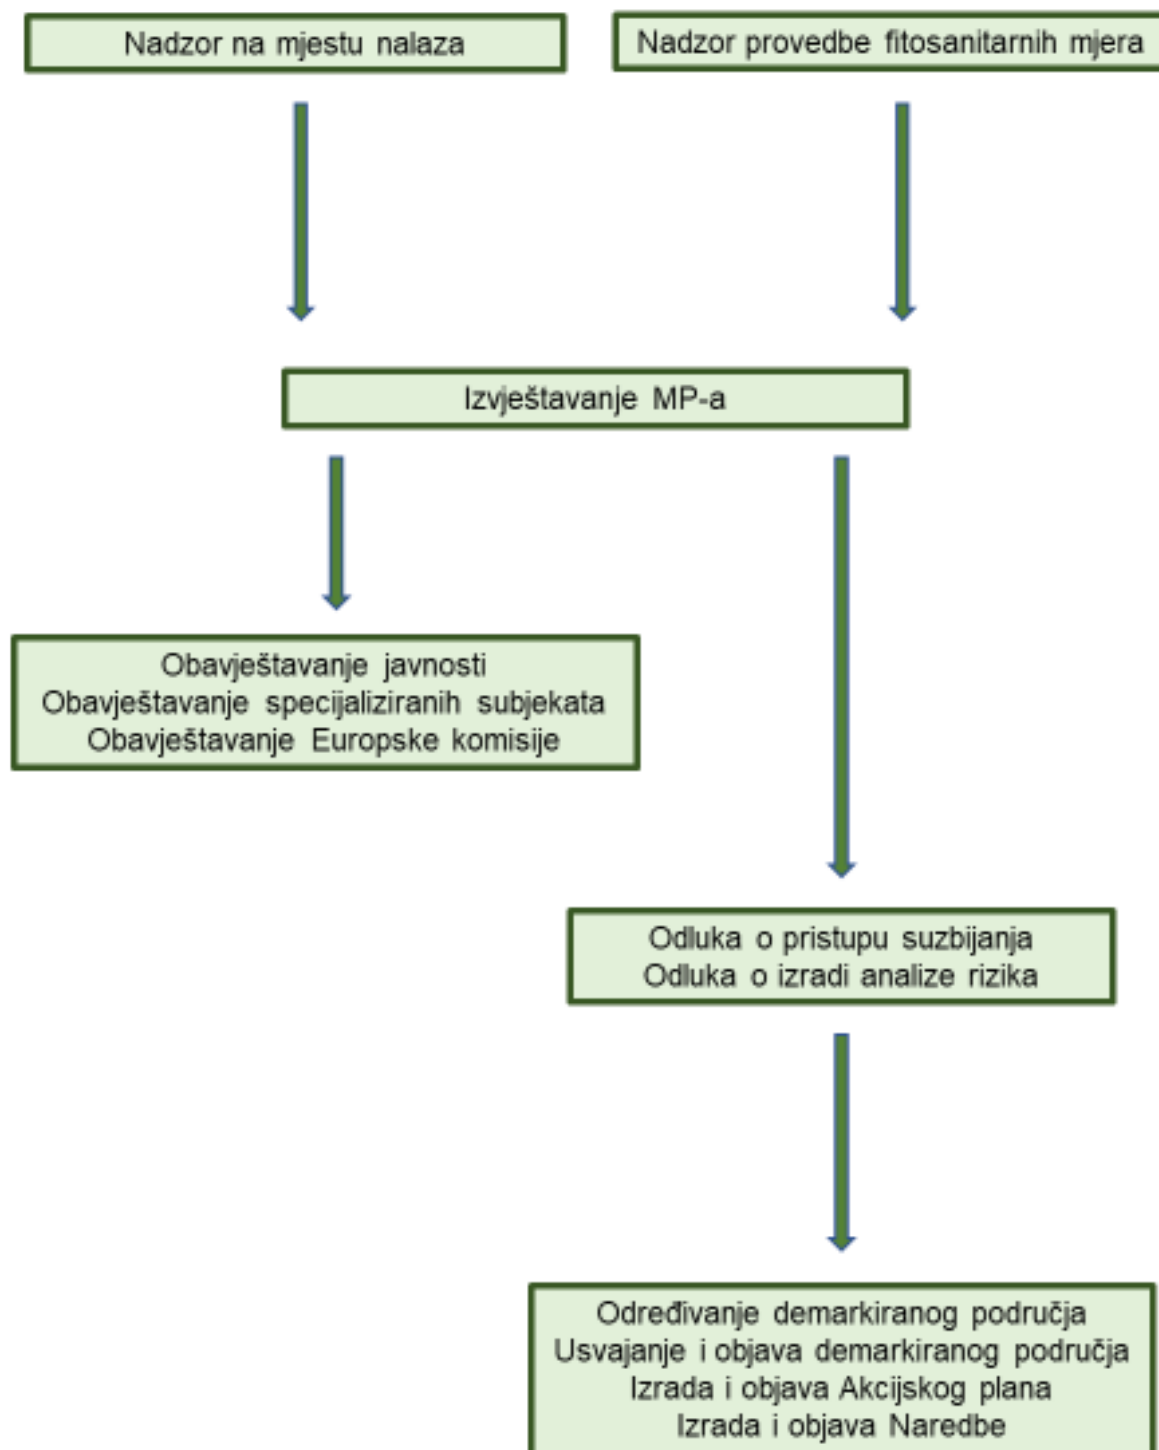 Nadzor na mjestu nalaza
Nadzor provedbe fitosanitarnih mjera
Izvještavanje MP-a
Obavještavanje javnosti
Obavještavanje specijaliziranih subjekata
Obavještavanje Europske komisije
Odluka o pristupu suzbijanja
Odluka o izradi analize rizika
Određivanje demarkiranog područja
Usvajanje i objava demarkiranog područja
Izrada i objava Akcijskog plana
Izrada i objava Naredbe